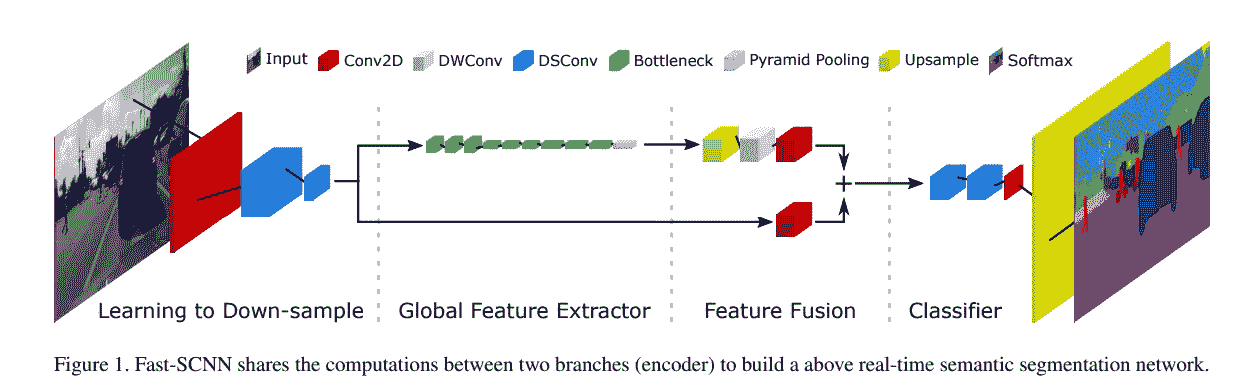 Input Conv2D DWConv DSConv Bottleneck Pyramid Pooling Upsample Softmax
+
Learning to Down-sample Global Feature Extractor Feature Fusion Classifier
Figure 1. Fast-SCNN shares the computations between two branches (encoder) to build a above real-time semantic segmentation network.